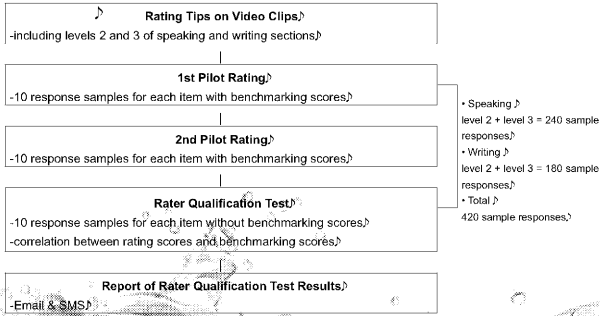 ♪ Rating Tips on Video Clips♪
-including levels 2 and 3 of speaking and writing sections♪
1st Pilot Rating♪
-10 response samples for each item with benchmarking scores♪
2nd Pilot Rating♪
-10 response samples for each item with benchmarking scores♪
Rater Qualification Test♪
-10 response samples for each item without benchmarking scores♪
-correlation between rating scores and benchmarking scores♪
Report of Rater Qualification Test Results♪
-Email & SMS♪
• Speaking ♪
level 2 + level 3 = 240 sample
responses♪
• Writing ♪
level 2 + level 3 = 180 sample
responses♪
• Total ♪
420 sample responses♪